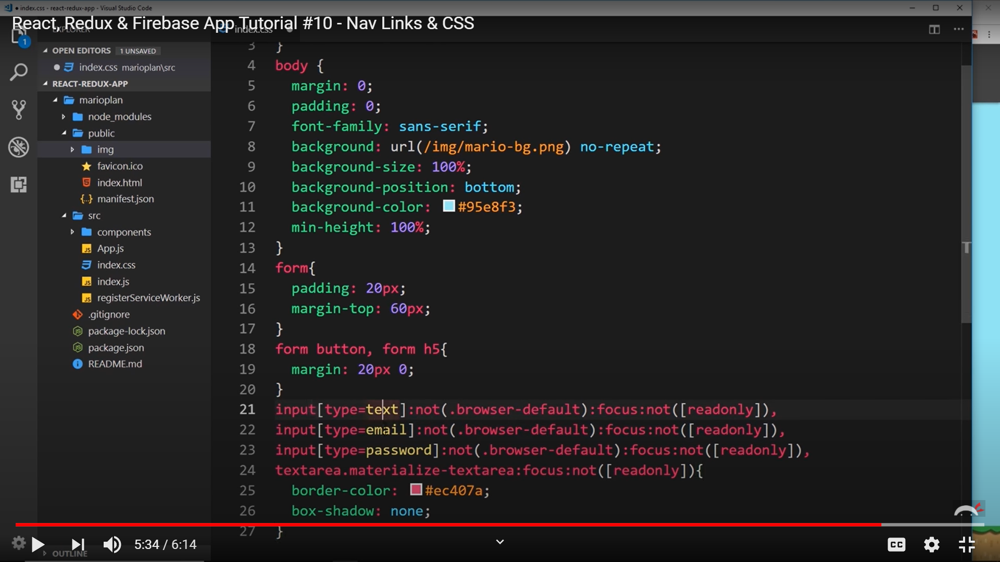 index.css - react-redux-app - Visual Studio Code
React, Redux & Firebase App Tutorial #10 - Nav Links & CSS
EXPLORER
index.css
1
OPEN EDITORS 1 UNSAVED
index.css marioplan\src
REACT-REDUX-APP
marioplan
node_modules
public
img
favicon.ico
index.html
manifest.json
src
components
App.js
index.css
index.js
registerServiceWorker.js
.gitignore
package-lock.json
package.json
README.md
OUTLINE
3 }
4 body {
5 margin: 0;
6 padding: 0;
7 font-family: sans-serif;
8 background: url(/img/mario-bg.png) no-repeat;
9 background-size: 100%;
10 background-position: bottom;
11 background-color: #95e8f3;
12 min-height: 100%;
13 }
14 form{
15 padding: 20px;
16 margin-top: 60px;
17 }
18 form button, form h5{
19 margin: 20px 0;
20 }
21 input[type=text]:not(.browser-default):focus:not([readonly]),
22 input[type=email]:not(.browser-default):focus:not([readonly]),
23 input[type=password]:not(.browser-default):focus:not([readonly]),
24 textarea.materialize-textarea:focus:not([readonly]){
25 border-color: #ec407a;
26 box-shadow: none;
27 }
5:34 / 6:14
CC